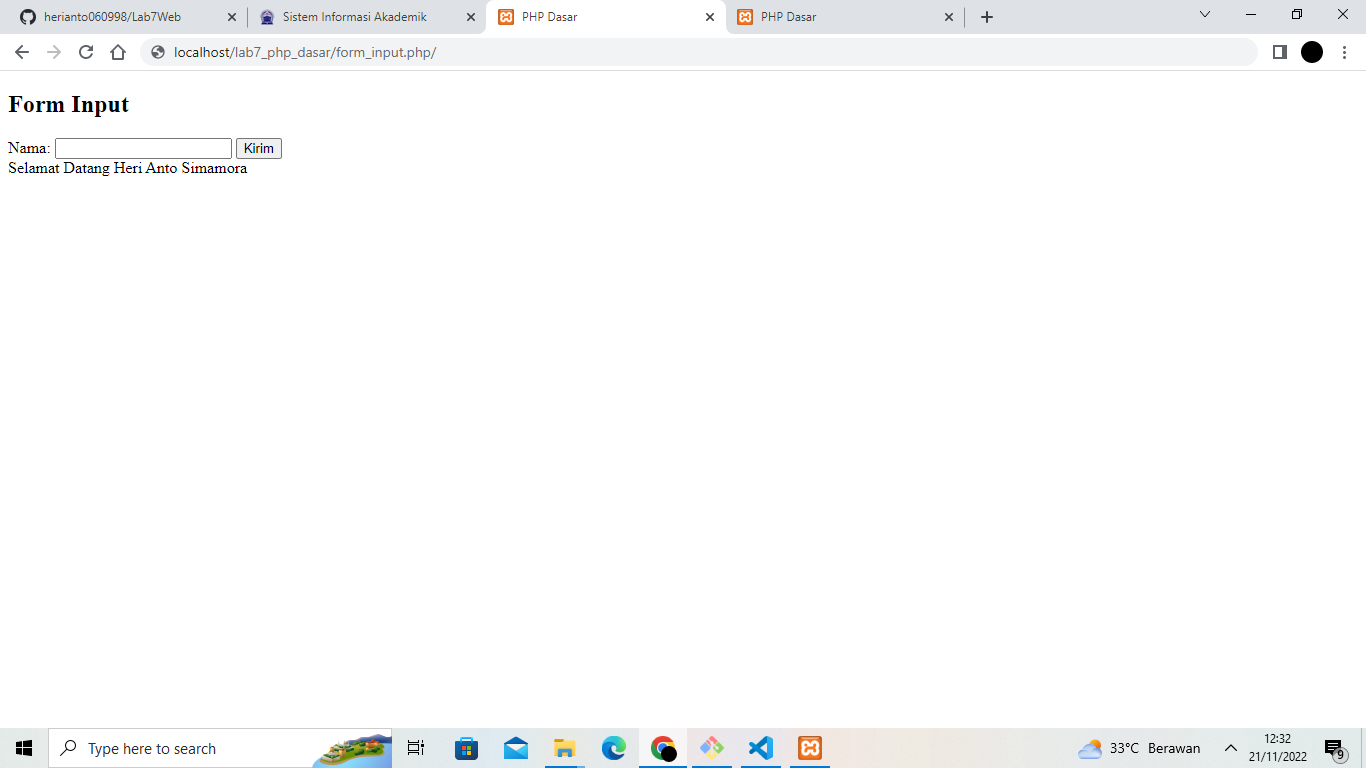 herianto060998/Lab7Web
Sistem Informasi Akademik
PHP Dasar
PHP Dasar
localhost/lab7_php_dasar/form_input.php/
Form Input
Nama:
Kirim
Selamat Datang Heri Anto Simamora
Type here to search
33°C Berawan
12:32
21/11/2022
9